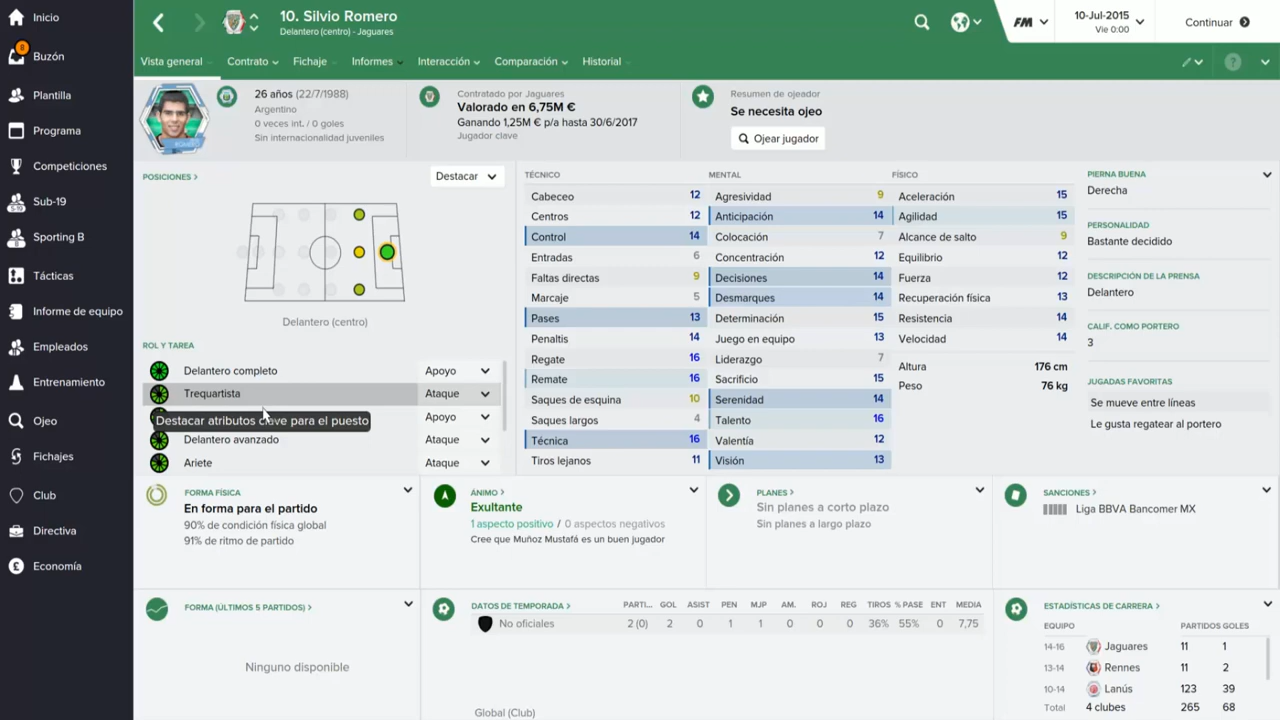 Inicio
8
Buzón
Plantilla
Programa
Competiciones
Sub-19
Sporting B
Tácticas
Informe de equipo
Empleados
Entrenamiento
Ojeo
Fichajes
Club
Directiva
Economía
10. Silvio Romero
Delantero (centro) - Jaguares
FM
10-Jul-2015
Vie 0:00
Continuar
Vista general
Contrato
Fichaje
Informes
Interacción
Comparación
Historial
?
ROMERO
26 años (22/7/1988)
Argentino
0 veces int. / 0 goles
Sin internacionalidad juveniles
Contratado por Jaguares
Valorado en 6,75M €
Ganando 1,25M € p/a hasta 30/6/2017
Jugador clave
Resumen de ojeador
Se necesita ojeo
Ojear jugador
POSICIONES >
Destacar
Delantero (centro)
ROL Y TAREA
Delantero completo Apoyo
Trequartista Ataque
Destacar atributos clave para el puesto Apoyo
Delantero avanzado Ataque
Ariete Ataque
TÉCNICO
Cabeceo 12
Centros 12
Control 14
Entradas 6
Faltas directas 9
Marcaje 5
Pases 13
Penaltis 14
Regate 16
Remate 16
Saques de esquina 10
Saques largos 4
Técnica 16
Tiros lejanos 11
MENTAL
Agresividad 9
Anticipación 14
Colocación 7
Concentración 12
Decisiones 14
Desmarques 14
Determinación 15
Juego en equipo 13
Liderazgo 7
Sacrificio 15
Serenidad 14
Talento 16
Valentía 12
Visión 13
FÍSICO
Aceleración 15
Agilidad 15
Alcance de salto 9
Equilibrio 12
Fuerza 12
Recuperación física 13
Resistencia 14
Velocidad 14
Altura 176 cm
Peso 76 kg
PIERNA BUENA
Derecha
PERSONALIDAD
Bastante decidido
DESCRIPCIÓN DE LA PRENSA
Delantero
CALIF. COMO PORTERO
3
JUGADAS FAVORITAS
Se mueve entre líneas
Le gusta regatear al portero
FORMA FÍSICA
En forma para el partido
90% de condición física global
91% de ritmo de partido
ÁNIMO >
Exultante
1 aspecto positivo / 0 aspectos negativos
Cree que Muñoz Mustafá es un buen jugador
PLANES >
Sin planes a corto plazo
Sin planes a largo plazo
SANCIONES >
Liga BBVA Bancomer MX
FORMA (ÚLTIMOS 5 PARTIDOS) >
Ninguno disponible
DATOS DE TEMPORADA > PARTI... GOL ASIST PEN MJP AM. ROJ REG TIROS % PASE ENT MEDIA
No oficiales 2 (0) 2 0 1 1 0 0 0 36% 55% 0 7,75
Global (Club)
ESTADÍSTICAS DE CARRERA >
EQUIPO PARTIDOS GOLES
14-16 Jaguares 11 1
13-14 Rennes 11 2
10-14 Lanús 123 39
Total 4 clubes 265 68